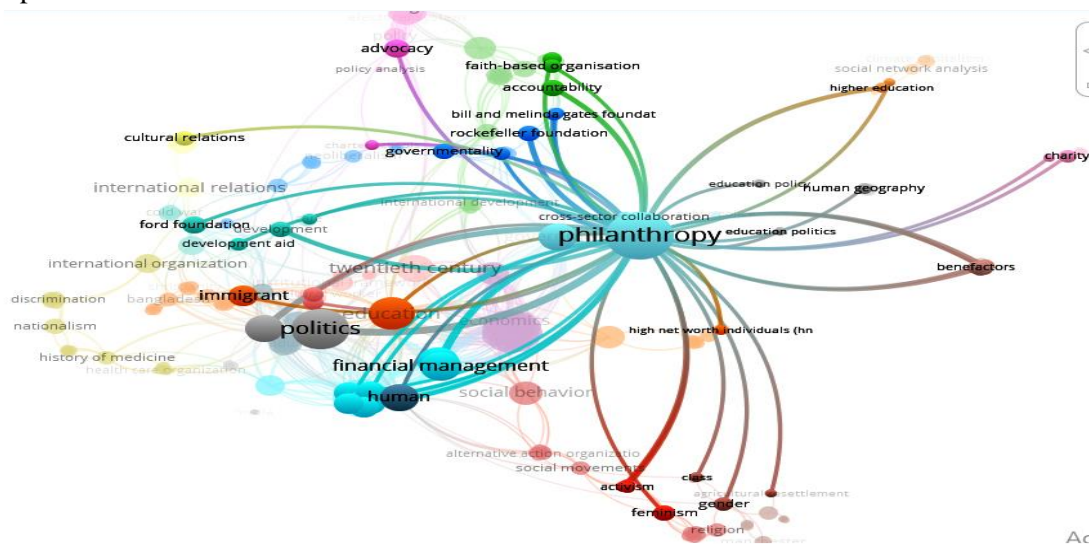 advocacy
policy analysis
faith-based organisation
accountability
social network analysis
higher education
bill and melinda gates foundat
rockefeller foundation
cultural relations
governmentality
charity
international relations
education policy
human geography
international development
cold war
cross-sector collaboration
ford foundation
development
philanthropy
education politics
development aid
international organization
twentieth century
benefactors
discrimination
immigrant
bangladesh
education
nationalism
politics
economics
high net worth individuals (hn
history of medicine
financial management
health care organization
social behavior
human
alternative action organizatio
social movements
class
activism
gender
feminism
religion